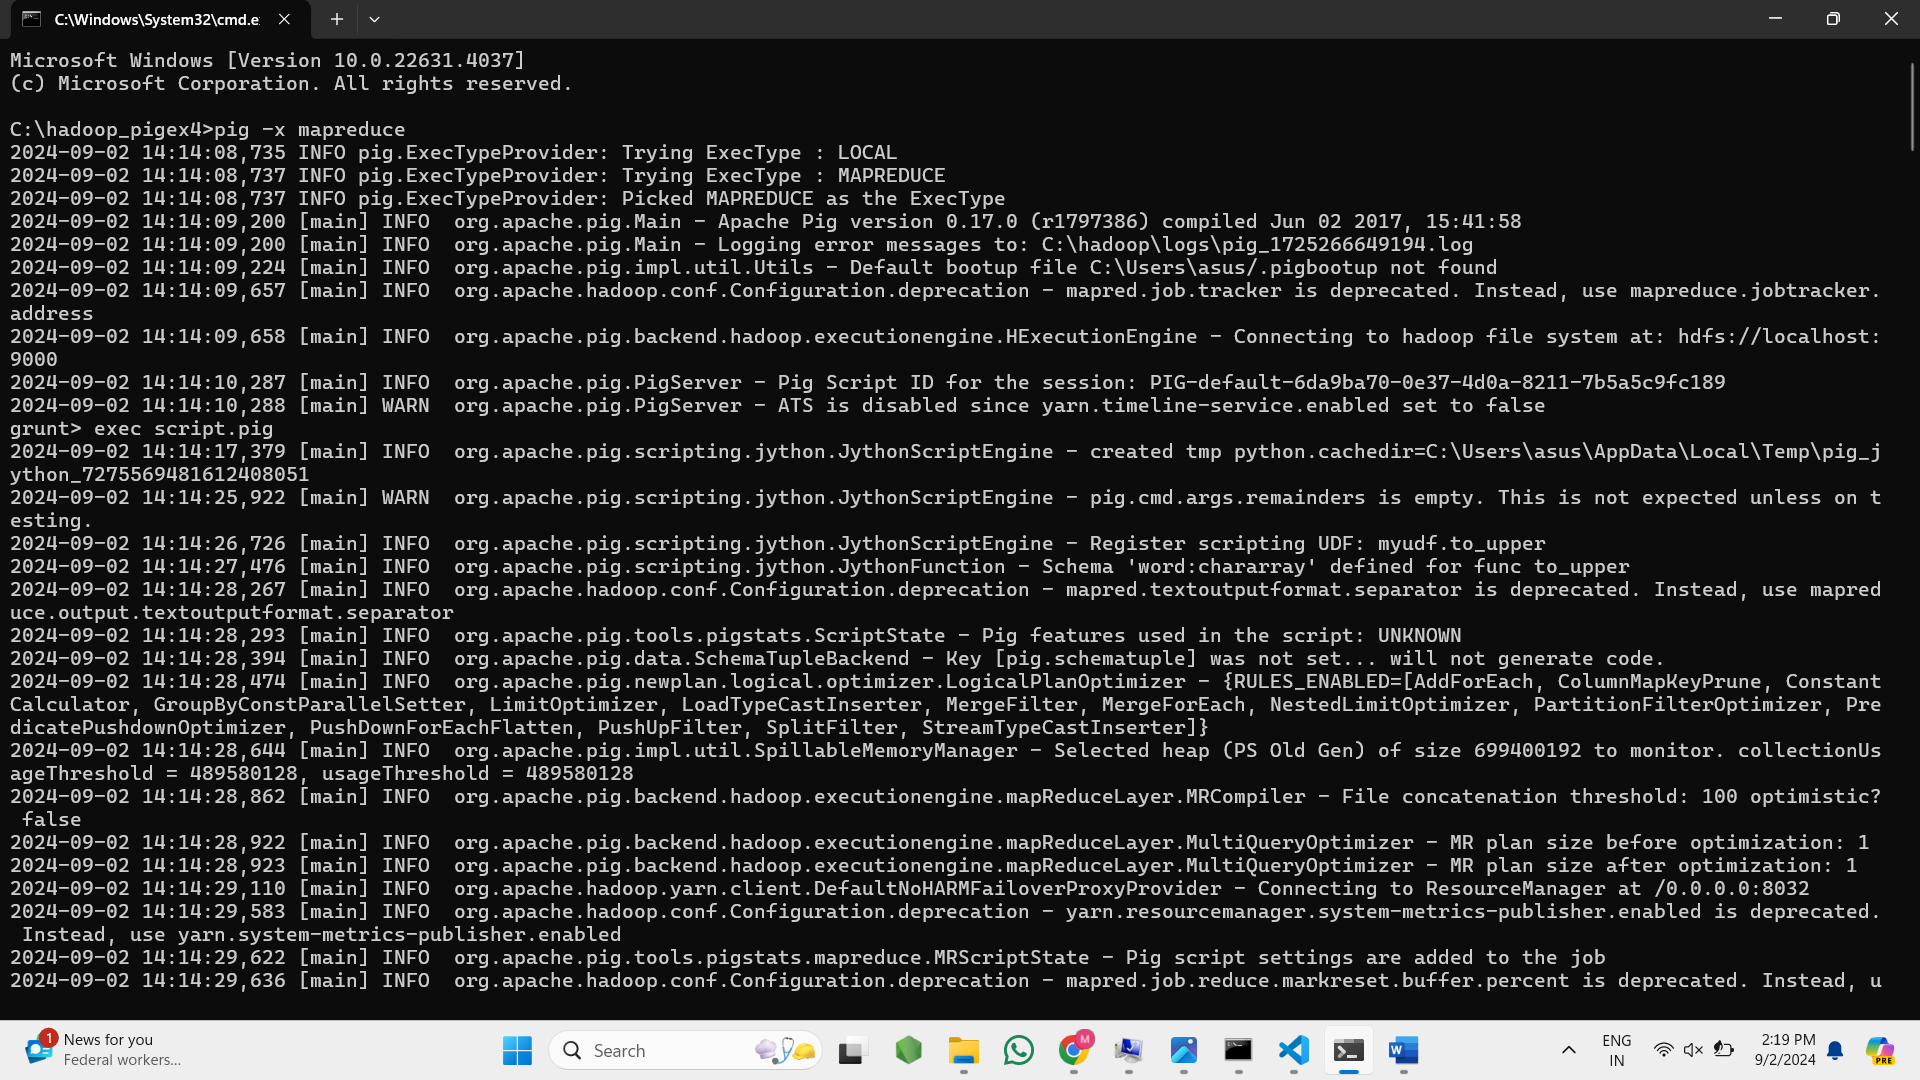 C:\Windows\System32\cmd.e
Microsoft Windows [Version 10.0.22631.4037]
(c) Microsoft Corporation. All rights reserved.
C:\hadoop_pigex4>pig -x mapreduce
2024-09-02 14:14:08,735 INFO pig.ExecTypeProvider: Trying ExecType : LOCAL
2024-09-02 14:14:08,737 INFO pig.ExecTypeProvider: Trying ExecType : MAPREDUCE
2024-09-02 14:14:08,737 INFO pig.ExecTypeProvider: Picked MAPREDUCE as the ExecType
2024-09-02 14:14:09,200 [main] INFO  org.apache.pig.Main - Apache Pig version 0.17.0 (r1797386) compiled Jun 02 2017, 15:41:58
2024-09-02 14:14:09,200 [main] INFO  org.apache.pig.Main - Logging error messages to: C:\hadoop\logs\pig_1725266649194.log
2024-09-02 14:14:09,224 [main] INFO  org.apache.pig.impl.util.Utils - Default bootup file C:\Users\asus/.pigbootup not found
2024-09-02 14:14:09,657 [main] INFO  org.apache.hadoop.conf.Configuration.deprecation - mapred.job.tracker is deprecated. Instead, use mapreduce.jobtracker.
address
2024-09-02 14:14:09,658 [main] INFO  org.apache.pig.backend.hadoop.executionengine.HExecutionEngine - Connecting to hadoop file system at: hdfs://localhost:
9000
2024-09-02 14:14:10,287 [main] INFO  org.apache.pig.PigServer - Pig Script ID for the session: PIG-default-6da9ba70-0e37-4d0a-8211-7b5a5c9fc189
2024-09-02 14:14:10,288 [main] WARN  org.apache.pig.PigServer - ATS is disabled since yarn.timeline-service.enabled set to false
grunt> exec script.pig
2024-09-02 14:14:17,379 [main] INFO  org.apache.pig.scripting.jython.JythonScriptEngine - created tmp python.cachedir=C:\Users\asus\AppData\Local\Temp\pig_j
ython_7275569481612408051
2024-09-02 14:14:25,922 [main] WARN  org.apache.pig.scripting.jython.JythonScriptEngine - pig.cmd.args.remainders is empty. This is not expected unless on t
esting.
2024-09-02 14:14:26,726 [main] INFO  org.apache.pig.scripting.jython.JythonScriptEngine - Register scripting UDF: myudf.to_upper
2024-09-02 14:14:27,476 [main] INFO  org.apache.pig.scripting.jython.JythonFunction - Schema 'word:chararray' defined for func to_upper
2024-09-02 14:14:28,267 [main] INFO  org.apache.hadoop.conf.Configuration.deprecation - mapred.textoutputformat.separator is deprecated. Instead, use mapred
uce.output.textoutputformat.separator
2024-09-02 14:14:28,293 [main] INFO  org.apache.pig.tools.pigstats.ScriptState - Pig features used in the script: UNKNOWN
2024-09-02 14:14:28,394 [main] INFO  org.apache.pig.data.SchemaTupleBackend - Key [pig.schematuple] was not set... will not generate code.
2024-09-02 14:14:28,474 [main] INFO  org.apache.pig.newplan.logical.optimizer.LogicalPlanOptimizer - {RULES_ENABLED=[AddForEach, ColumnMapKeyPrune, Constant
Calculator, GroupByConstParallelSetter, LimitOptimizer, LoadTypeCastInserter, MergeFilter, MergeForEach, NestedLimitOptimizer, PartitionFilterOptimizer, Pre
dicatePushdownOptimizer, PushDownForEachFlatten, PushUpFilter, SplitFilter, StreamTypeCastInserter]}
2024-09-02 14:14:28,644 [main] INFO  org.apache.pig.impl.util.SpillableMemoryManager - Selected heap (PS Old Gen) of size 699400192 to monitor. collectionUs
ageThreshold = 489580128, usageThreshold = 489580128
2024-09-02 14:14:28,862 [main] INFO  org.apache.pig.backend.hadoop.executionengine.mapReduceLayer.MRCompiler - File concatenation threshold: 100 optimistic?
 false
2024-09-02 14:14:28,922 [main] INFO  org.apache.pig.backend.hadoop.executionengine.mapReduceLayer.MultiQueryOptimizer - MR plan size before optimization: 1
2024-09-02 14:14:28,923 [main] INFO  org.apache.pig.backend.hadoop.executionengine.mapReduceLayer.MultiQueryOptimizer - MR plan size after optimization: 1
2024-09-02 14:14:29,110 [main] INFO  org.apache.hadoop.yarn.client.DefaultNoHARMFailoverProxyProvider - Connecting to ResourceManager at /0.0.0.0:8032
2024-09-02 14:14:29,583 [main] INFO  org.apache.hadoop.conf.Configuration.deprecation - yarn.resourcemanager.system-metrics-publisher.enabled is deprecated.
 Instead, use yarn.system-metrics-publisher.enabled
2024-09-02 14:14:29,622 [main] INFO  org.apache.pig.tools.pigstats.mapreduce.MRScriptState - Pig script settings are added to the job
2024-09-02 14:14:29,636 [main] INFO  org.apache.hadoop.conf.Configuration.deprecation - mapred.job.reduce.markreset.buffer.percent is deprecated. Instead, u
1
News for you
Federal workers...
Search
M
W
ENG
IN
2:19 PM
9/2/2024
PRE